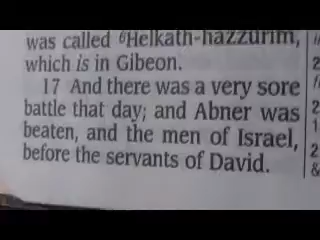 was called ⁶Helkath-hazzurim,
which is in Gibeon.
17 And there was a very sore
battle that day; and Abner was
beaten, and the men of Israel,
before the servants of David.